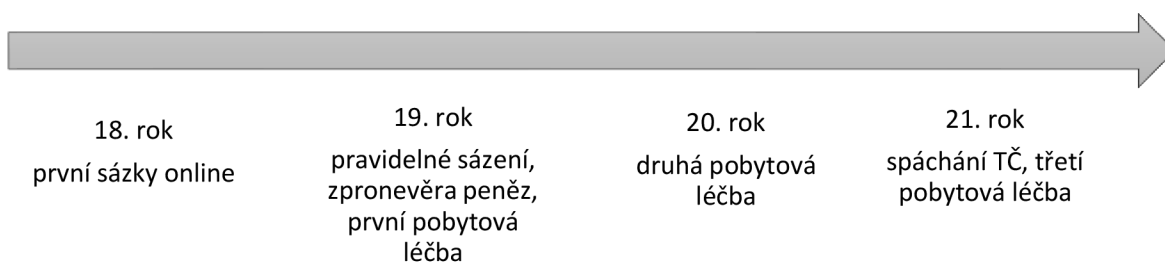 18. rok
první sázky online
19. rok
pravidelné sázení,
zpronevěra peněz,
první pobytová
léčba
20. rok
druhá pobytová
léčba
21. rok
spáchání TČ, třetí
pobytová léčba